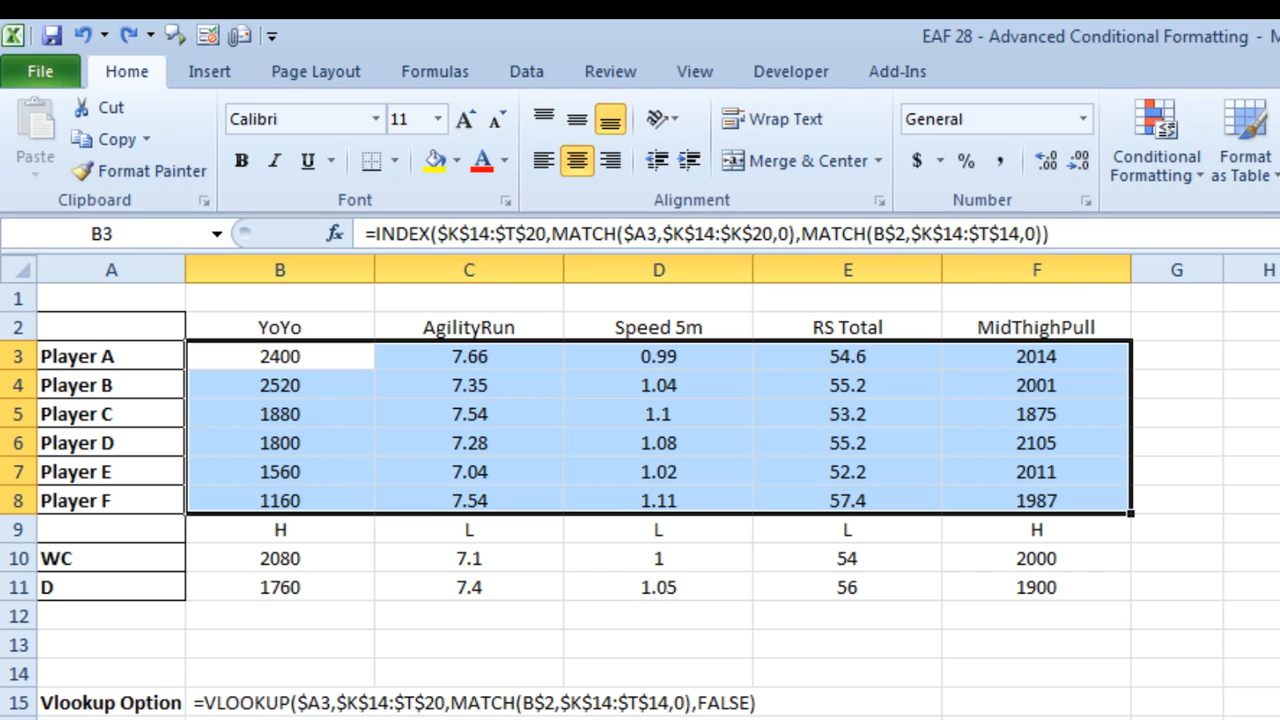 EAF 28 - Advanced Conditional Formatting - M
File Home Insert Page Layout Formulas Data Review View Developer Add-Ins
Paste
Cut
Copy
Format Painter
Clipboard
Calibri 11
B I U
Font
Wrap Text
Merge & Center
Alignment
General
$ % ,
Number
Conditional Formatting
Format as Table
B3 fx =INDEX($K$14:$T$20,MATCH($A3,$K$14:$K$20,0),MATCH(B$2,$K$14:$T$14,0))
A B C D E F G H
1
2 YoYo AgilityRun Speed 5m RS Total MidThighPull
3 Player A 2400 7.66 0.99 54.6 2014
4 Player B 2520 7.35 1.04 55.2 2001
5 Player C 1880 7.54 1.1 53.2 1875
6 Player D 1800 7.28 1.08 55.2 2105
7 Player E 1560 7.04 1.02 52.2 2011
8 Player F 1160 7.54 1.11 57.4 1987
9 H L L L H
10 WC 2080 7.1 1 54 2000
11 D 1760 7.4 1.05 56 1900
12
13
14
15 Vlookup Option =VLOOKUP($A3,$K$14:$T$20,MATCH(B$2,$K$14:$T$14,0),FALSE)